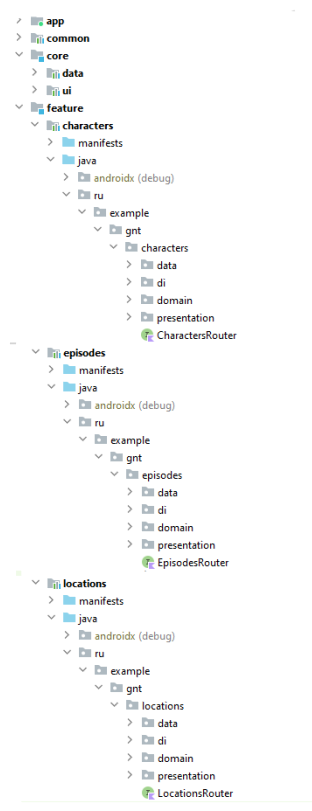 app
common
core
data
ui
feature
characters
manifests
java
androidx (debug)
ru
example
gnt
characters
data
di
domain
presentation
CharactersRouter
episodes
manifests
java
androidx (debug)
ru
example
gnt
episodes
data
di
domain
presentation
EpisodesRouter
locations
manifests
java
androidx (debug)
ru
example
gnt
locations
data
di
domain
presentation
LocationsRouter